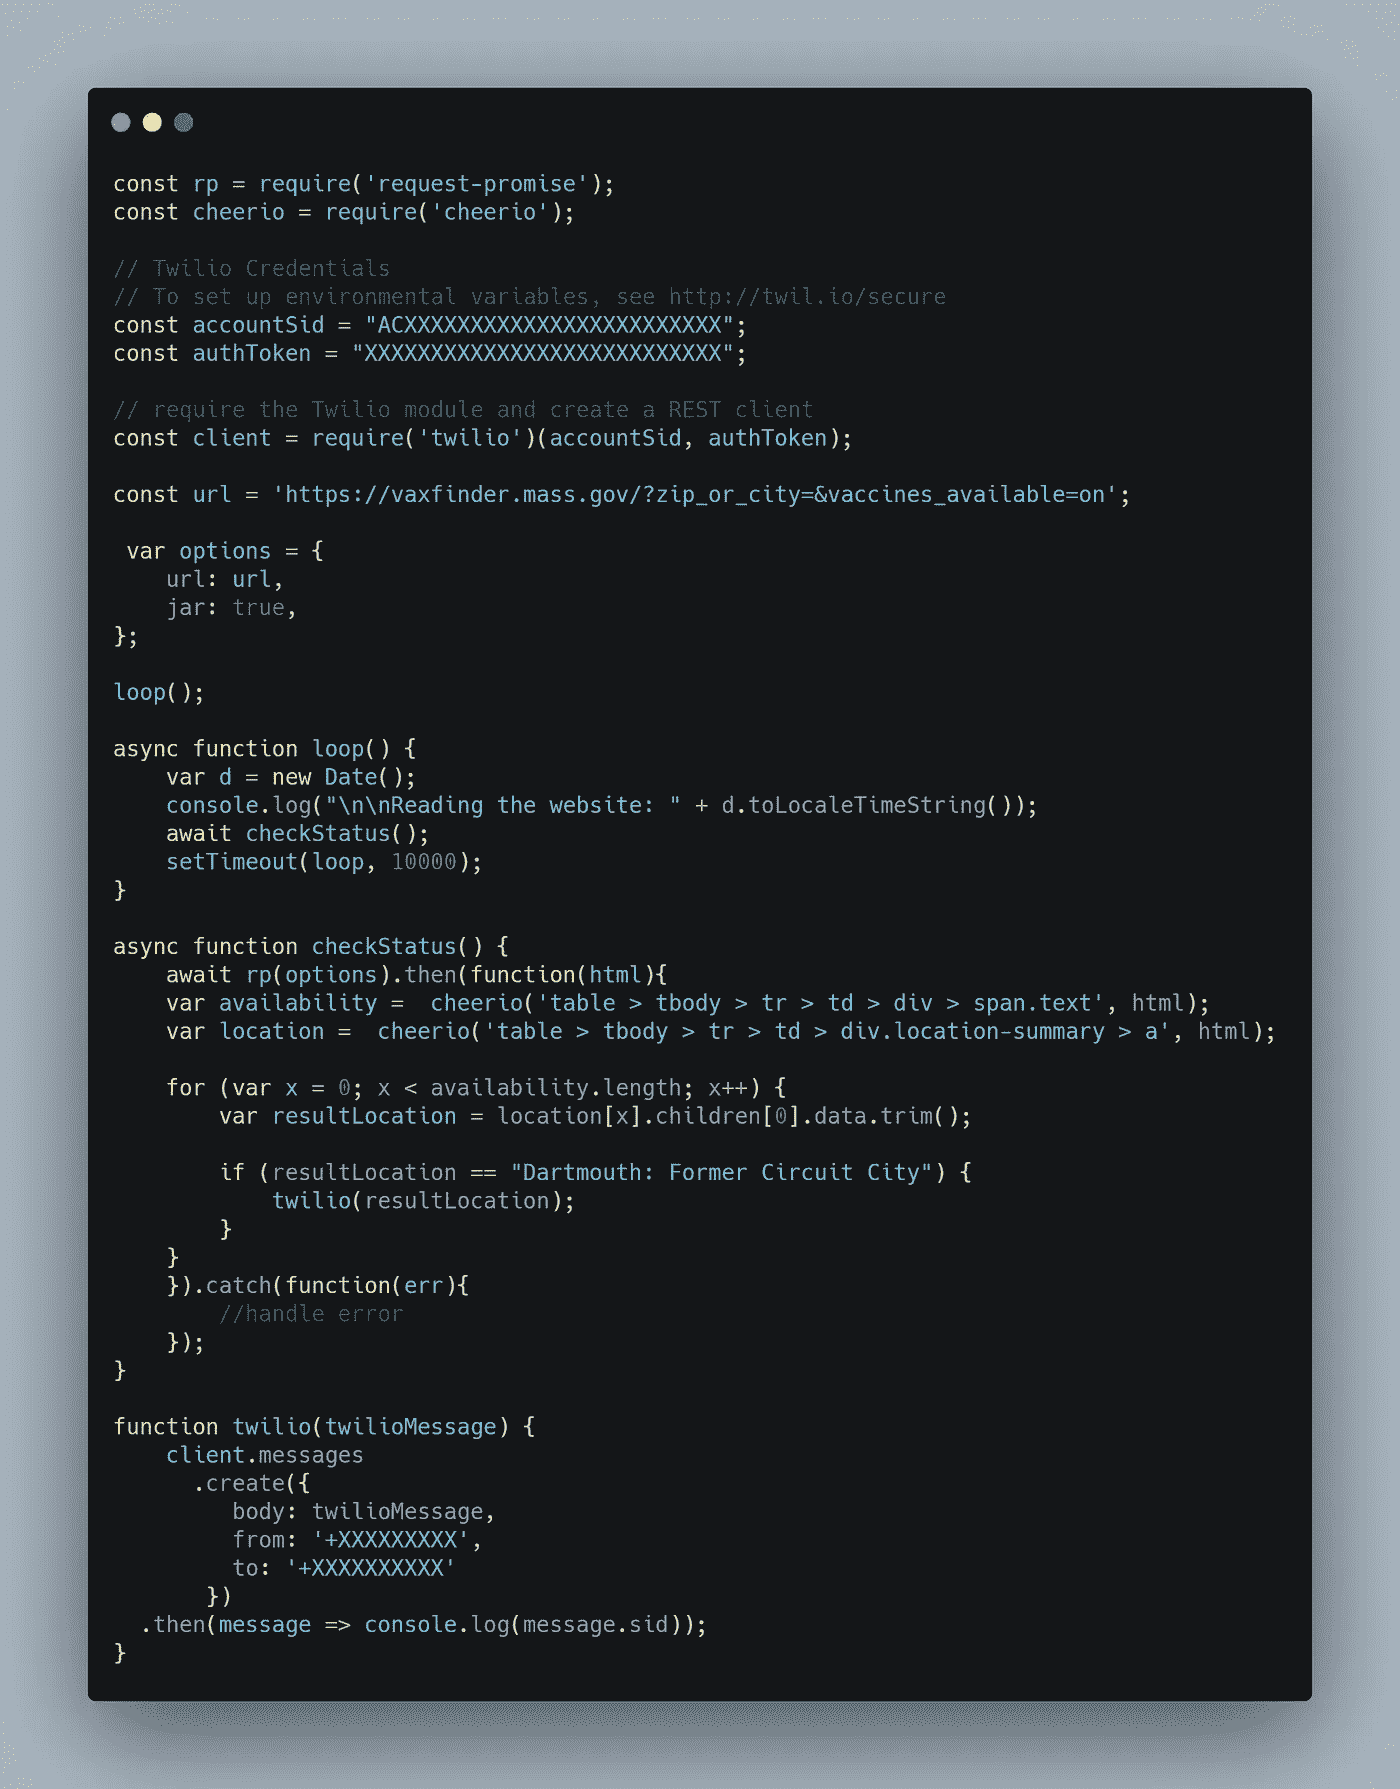 const rp = require('request-promise');
const cheerio = require('cheerio');
// Twilio Credentials
// To set up environmental variables, see http://twil.io/secure
const accountSid = "ACXXXXXXXXXXXXXXXXXXXXXXXX";
const authToken = "XXXXXXXXXXXXXXXXXXXXXXXXXXX";
// require the Twilio module and create a REST client
const client = require('twilio')(accountSid, authToken);
const url = 'https://vaxfinder.mass.gov/?zip_or_city=&vaccines_available=on';
var options = {
url: url,
jar: true,
};
loop();
async function loop() {
var d = new Date();
console.log("\n\nReading the website: " + d.toLocaleTimeString());
await checkStatus();
setTimeout(loop, 10000);
}
async function checkStatus() {
await rp(options).then(function(html){
var availability =  cheerio('table > tbody > tr > td > div > span.text', html);
var location =  cheerio('table > tbody > tr > td > div.location-summary > a', html);
for (var x = 0; x < availability.length; x++) {
var resultLocation = location[x].children[0].data.trim();
if (resultLocation == "Dartmouth: Former Circuit City") {
twilio(resultLocation);
}
}
}).catch(function(err){
//handle error
});
}
function twilio(twilioMessage) {
client.messages
.create({
body: twilioMessage,
from: '+XXXXXXXXX',
to: '+XXXXXXXXXX'
})
.then(message => console.log(message.sid));
}